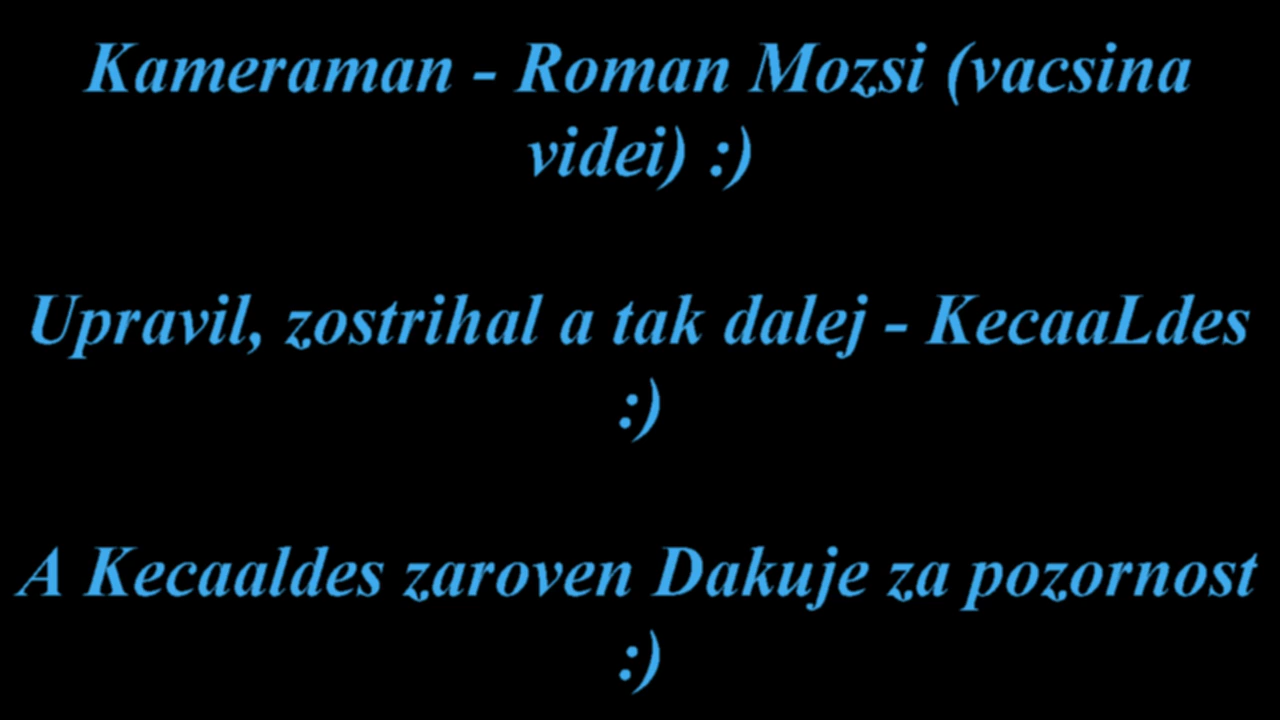 Kameraman - Roman Mozsi (vacsina
videi) :)
Upravil, zostrihal a tak dalej - KecaaLdes
:)
A Kecaaldes zaroven Dakuje za pozornost
:)